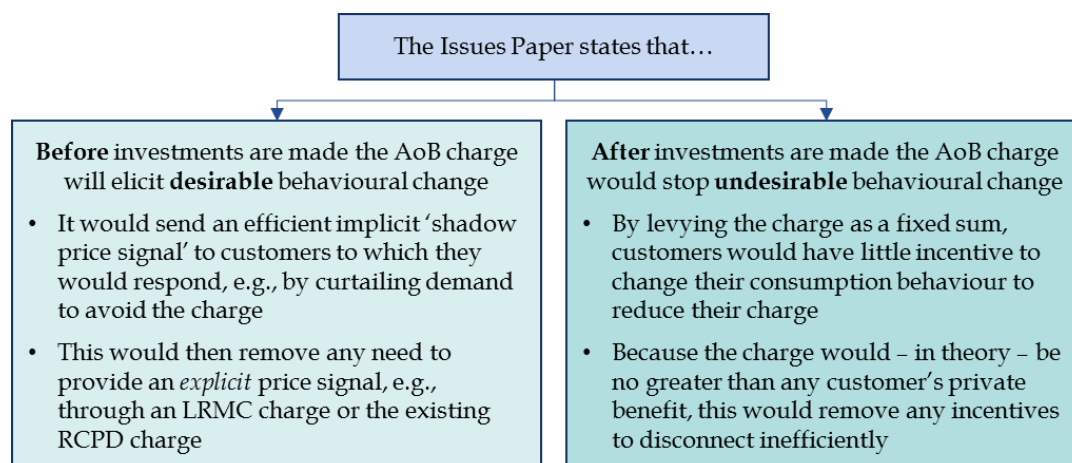 The Issues Paper states that…
Before investments are made the AoB charge
will elicit desirable behavioural change
• It would send an efficient implicit ‘shadow
price signal’ to customers to which they
would respond, e.g., by curtailing demand
to avoid the charge
• This would then remove any need to
provide an explicit price signal, e.g.,
through an LRMC charge or the existing
RCPD charge
After investments are made the AoB charge
would stop undesirable behavioural change
• By levying the charge as a fixed sum,
customers would have little incentive to
change their consumption behaviour to
reduce their charge
• Because the charge would – in theory – be
no greater than any customer’s private
benefit, this would remove any incentives
to disconnect inefficiently